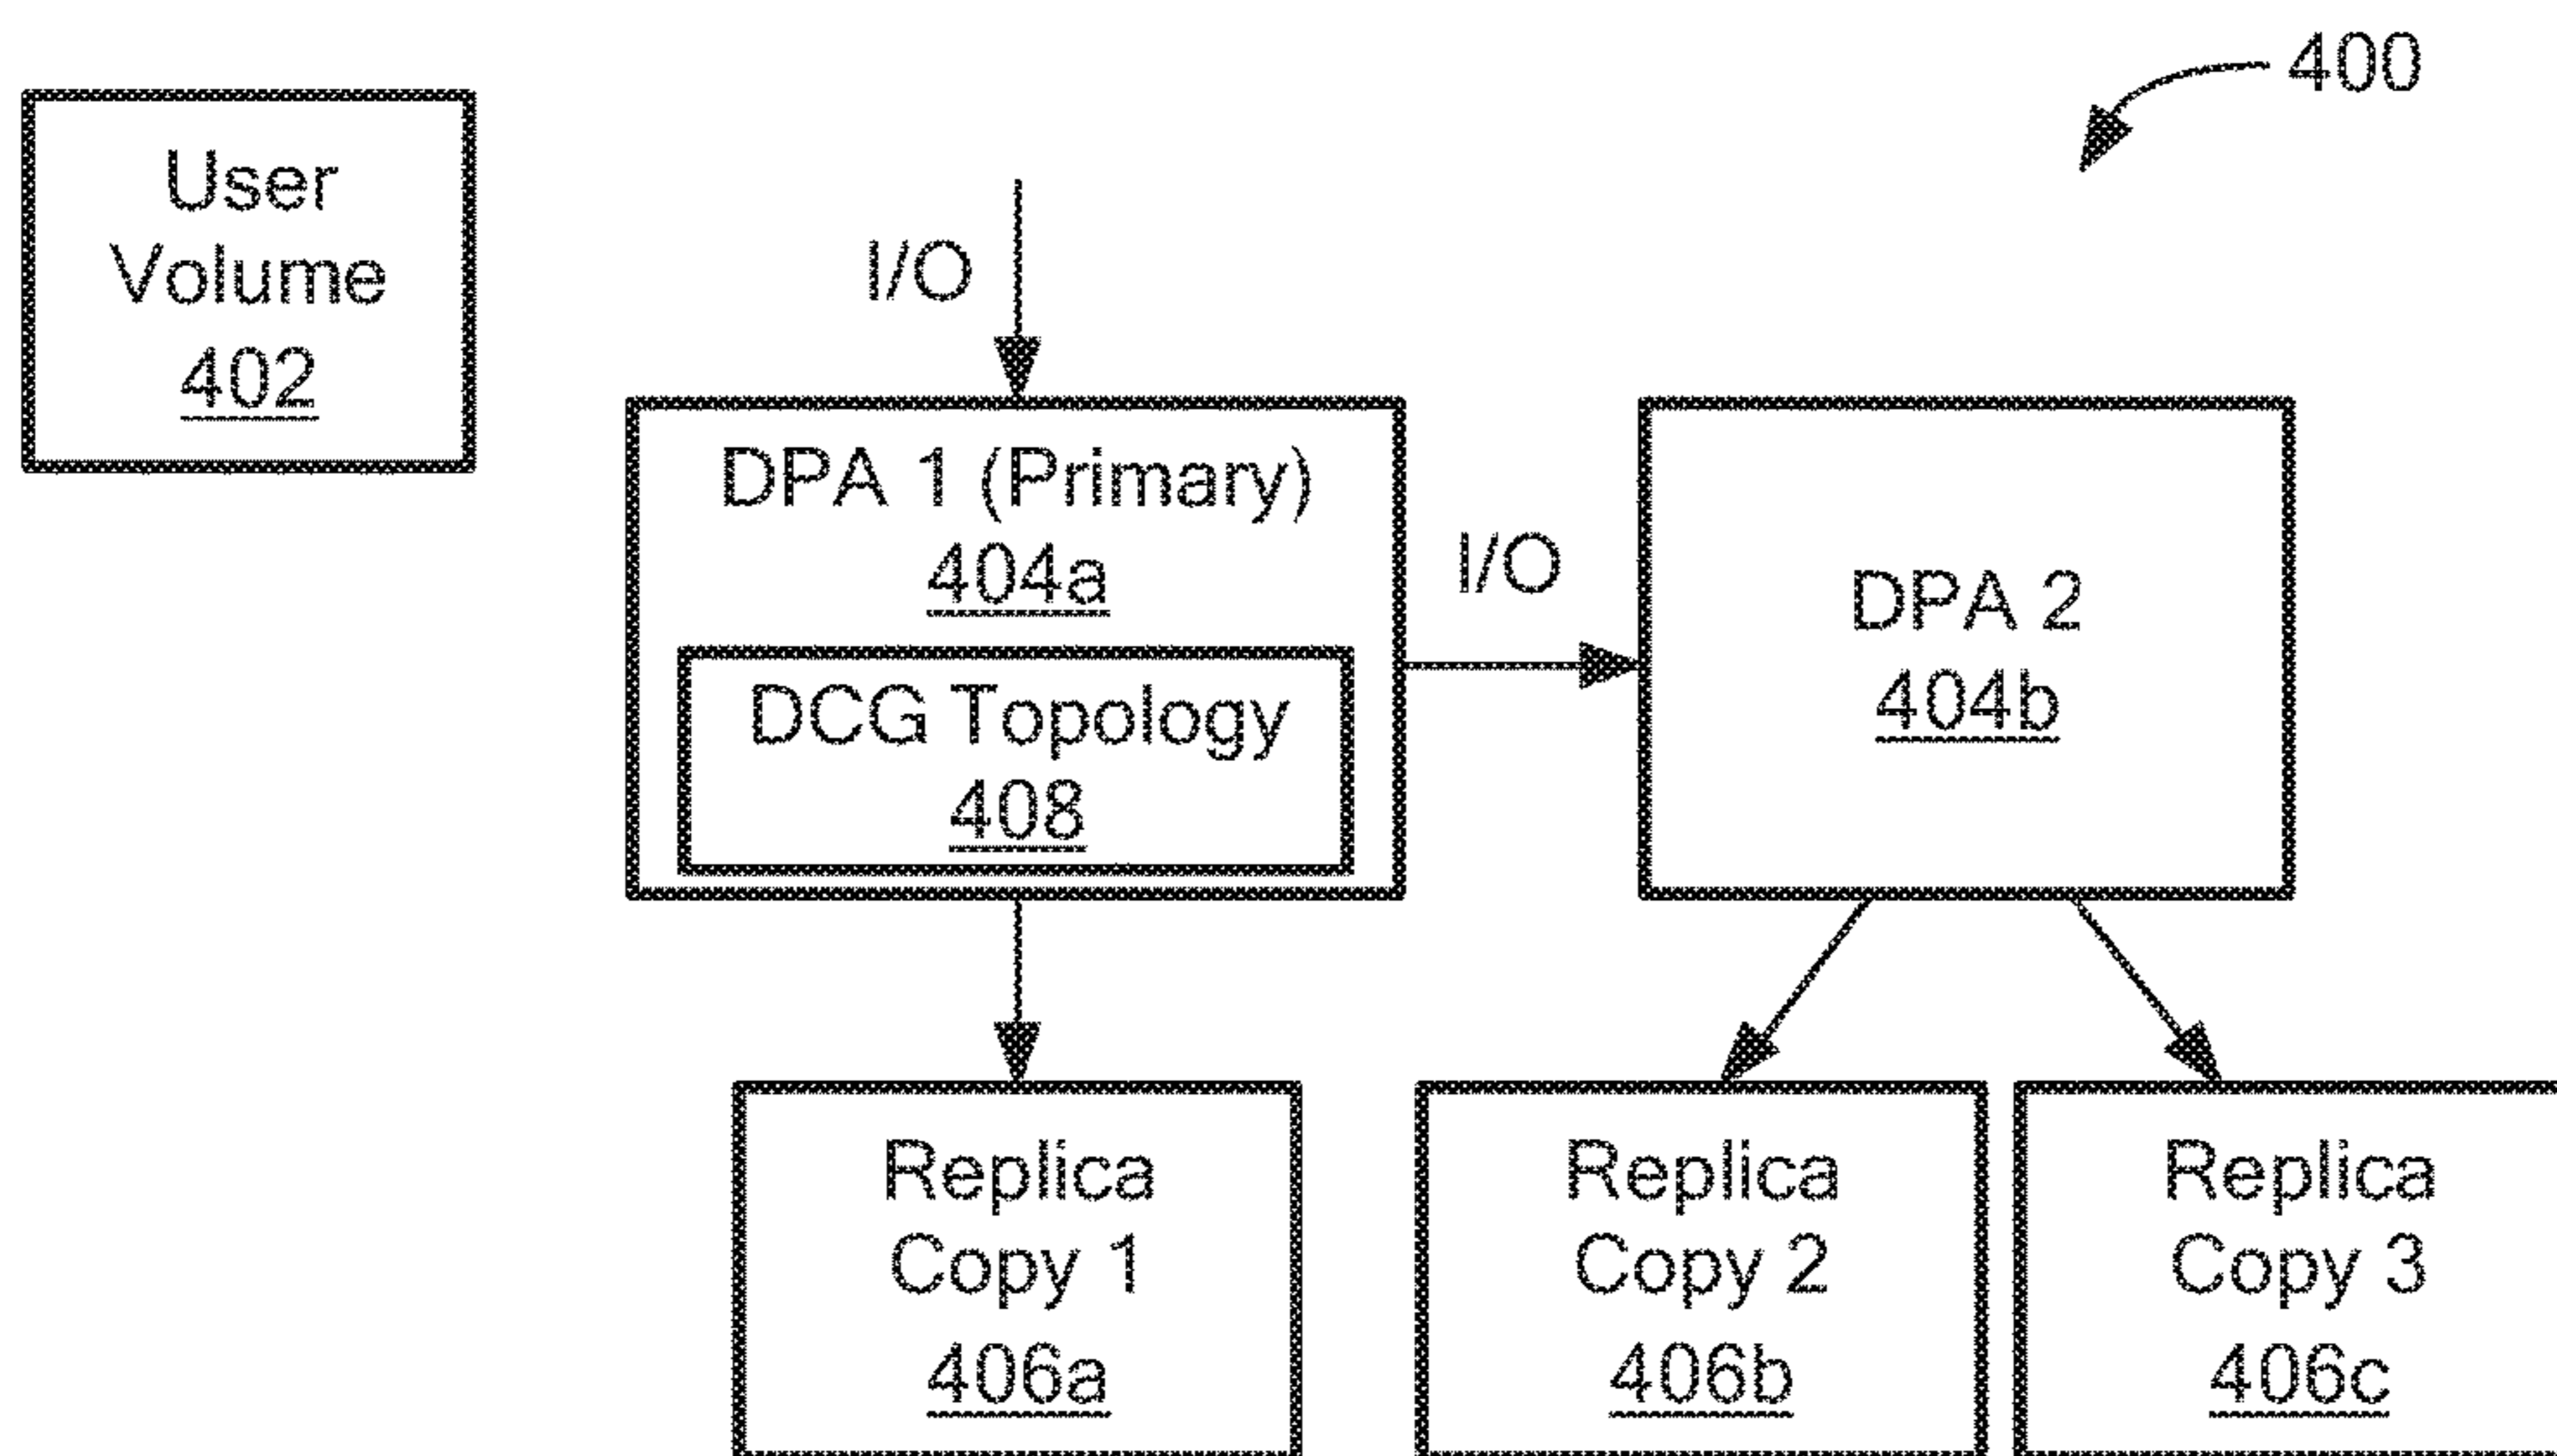 400
User
Volume
402
I/O
DPA 1 (Primary)
404a
I/O
DCG Topology
408
DPA 2
404b
Replica
Copy 1
406a
Replica
Copy 2
406b
Replica
Copy 3
406c